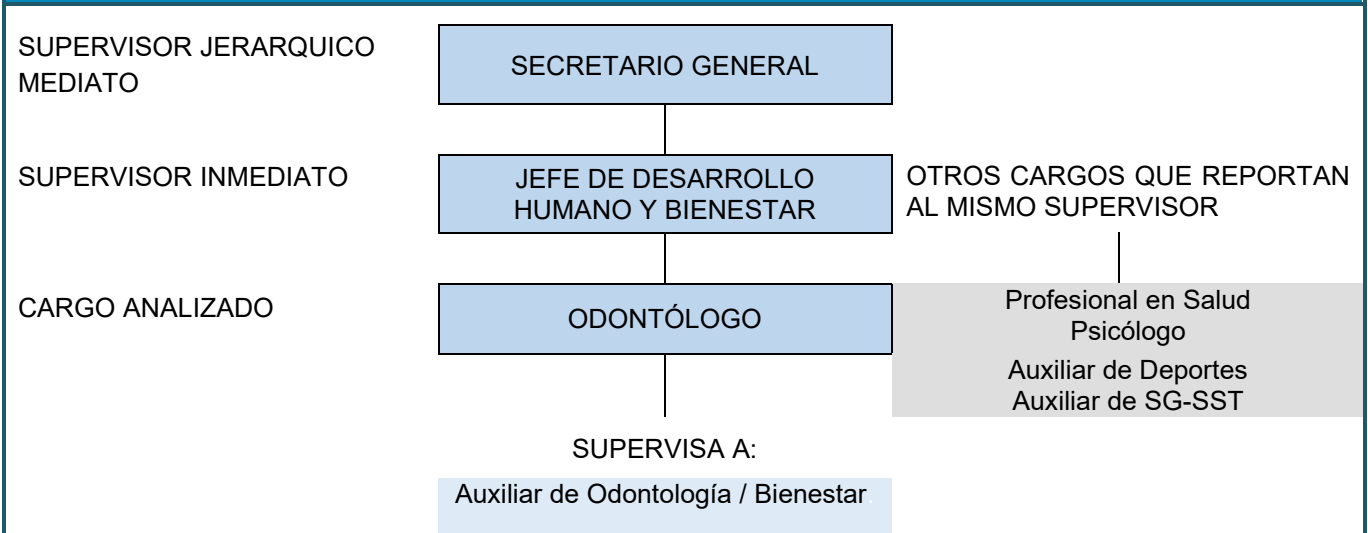 SUPERVISOR JERARQUICO
MEDIATO
SECRETARIO GENERAL
SUPERVISOR INMEDIATO
JEFE DE DESARROLLO
HUMANO Y BIENESTAR
OTROS CARGOS QUE REPORTAN
AL MISMO SUPERVISOR
CARGO ANALIZADO
ODONTÓLOGO
Profesional en Salud
Psicólogo
Auxiliar de Deportes
Auxiliar de SG-SST
SUPERVISA A:
Auxiliar de Odontología / Bienestar.